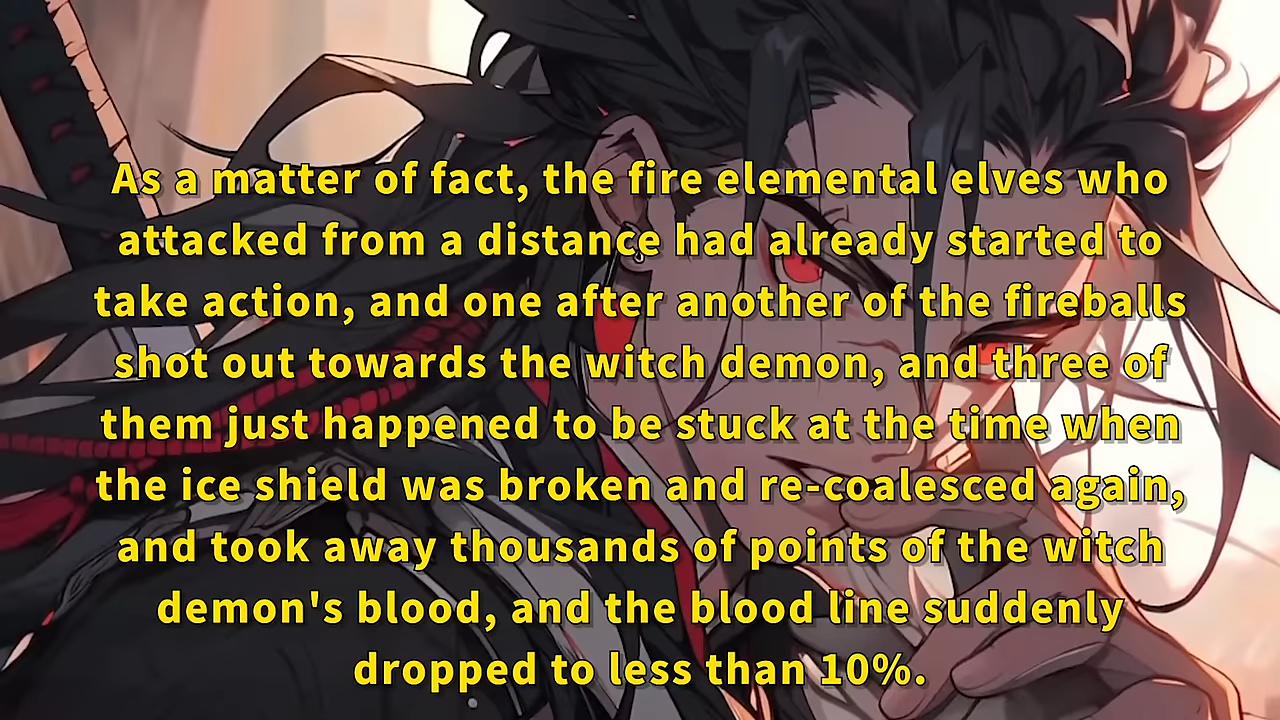 As a matter of fact, the fire elemental elves who
attacked from a distance had already started to
take action, and one after another of the fireballs
shot out towards the witch demon, and three of
them just happened to be stuck at the time when
the ice shield was broken and re-coalesced again,
and took away thousands of points of the witch
demon's blood, and the blood line suddenly
dropped to less than 10%.